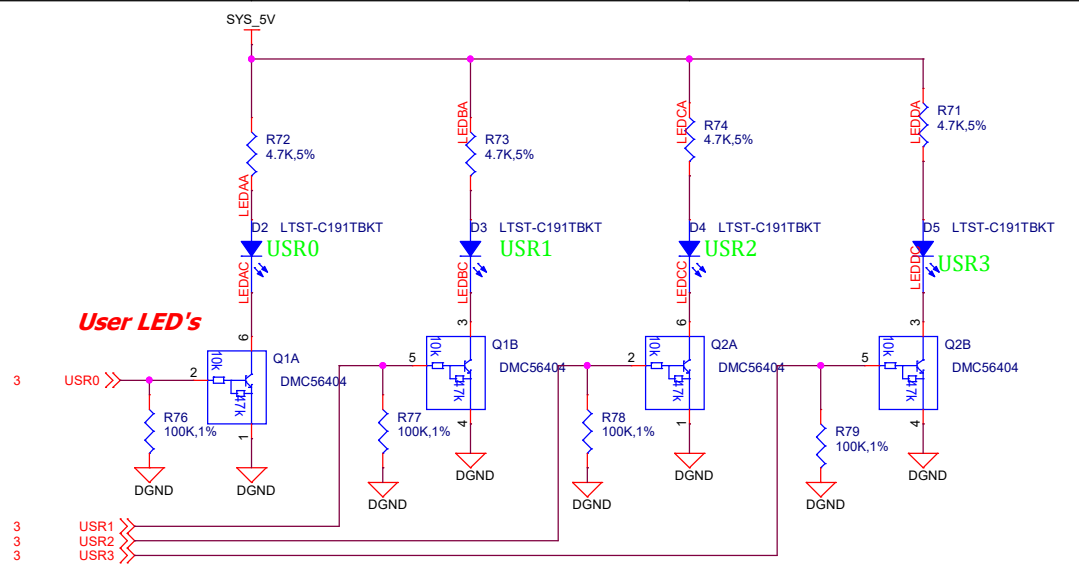 SYS_5V
R72
4.7K,5%
LEDBA
R73
4.7K,5%
LEDCA
R74
4.7K,5%
LEDDA
R71
4.7K,5%
LEDAA
D2 LTST-C191TBKT
USR0
LEDAC
D3 LTST-C191TBKT
USR1
LEDBC
D4 LTST-C191TBKT
USR2
LEDCC
D5 LTST-C191TBKT
USR3
LEDDC
User LED's
3 USR0
2
6
10k
47k
Q1A
DMC56404
1
R76
100K,1%
DGND
DGND
5
3
10k
47k
Q1B
DMC56404
4
R77
100K,1%
DGND
DGND
2
6
10k
47k
Q2A
DMC56404
1
R78
100K,1%
DGND
DGND
5
3
10k
47k
Q2B
DMC56404
4
R79
100K,1%
DGND
DGND
3 USR1
3 USR2
3 USR3